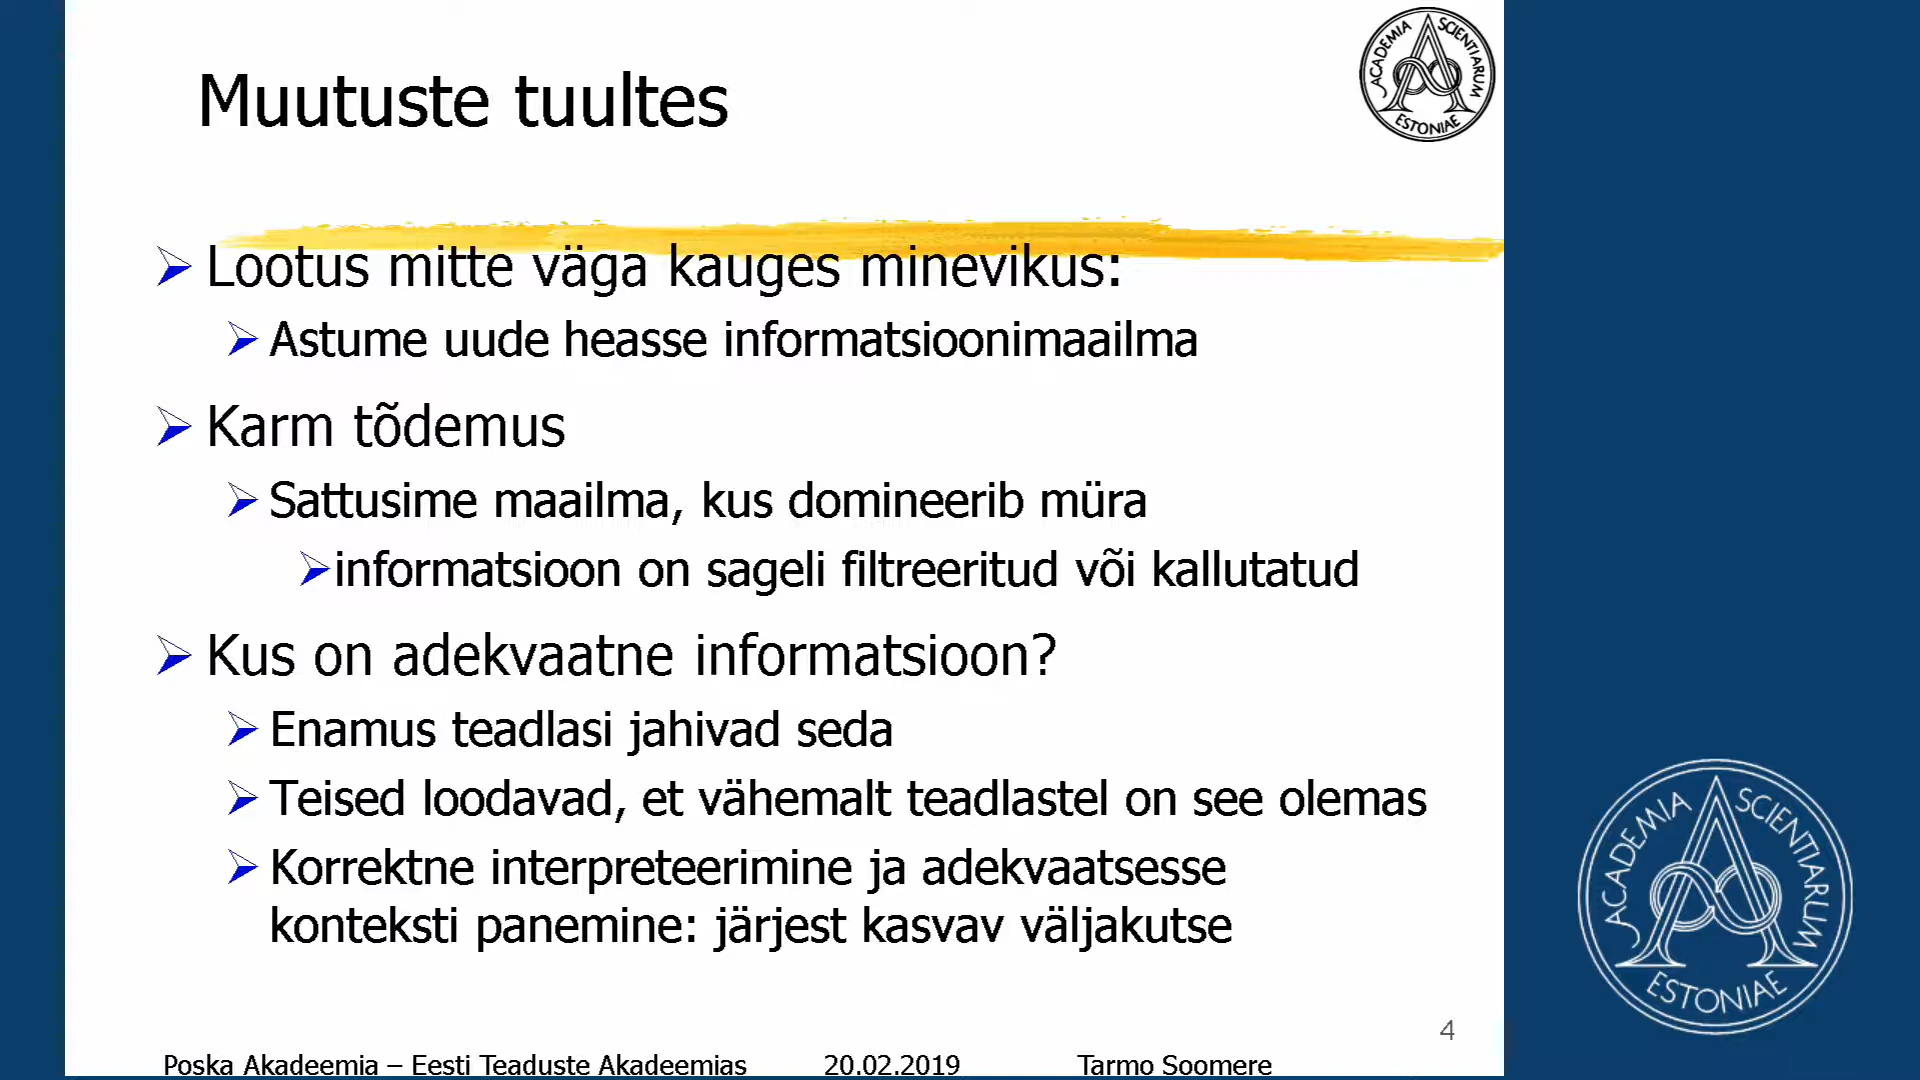 Muutuste tuultes
ACADEMIA SCIENTIARUM ESTONIAE
➢ Lootus mitte väga kauges minevikus:
➢ Astume uude heasse informatsioonimaailma
➢ Karm tõdemus
➢ Sattusime maailma, kus domineerib müra
➢ informatsioon on sageli filtreeritud või kallutatud
➢ Kus on adekvaatne informatsioon?
➢ Enamus teadlasi jahivad seda
➢ Teised loodavad, et vähemalt teadlastel on see olemas
➢ Korrektne interpreteerimine ja adekvaatsesse
konteksti panemine: järjest kasvav väljakutse
ACADEMIA SCIENTIARUM ESTONIAE
4
Poska Akadeemia – Eesti Teaduste Akadeemias 20.02.2019 Tarmo Soomere